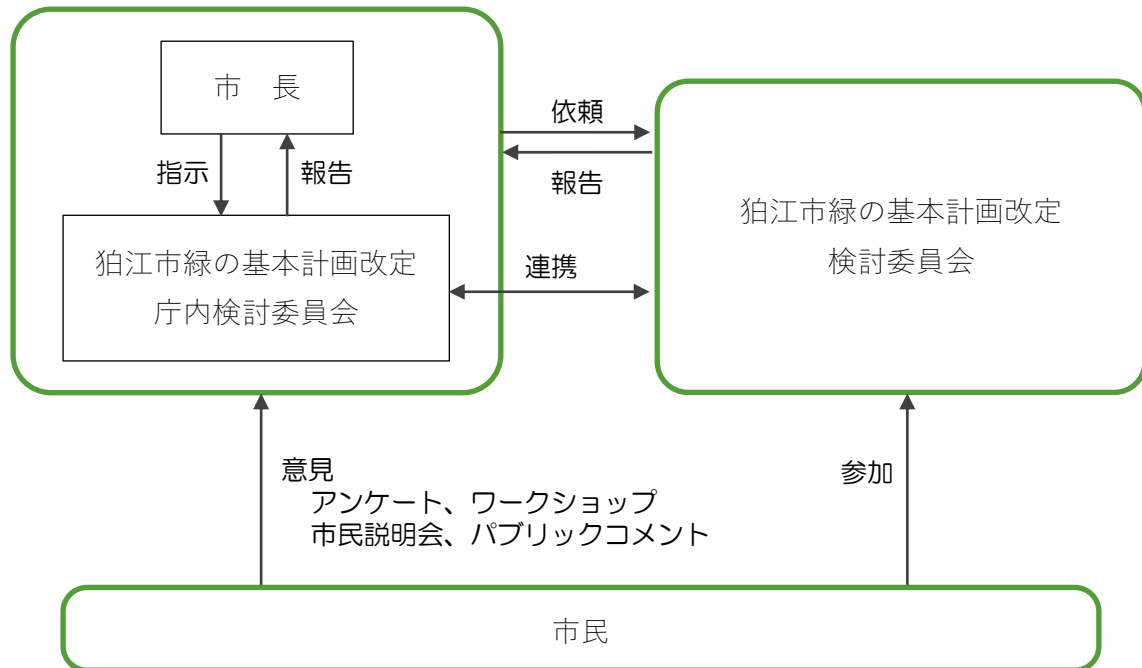 市　長
指示
報告
狛江市緑の基本計画改定
庁内検討委員会
依頼
報告
連携
狛江市緑の基本計画改定
検討委員会
意見
アンケート、ワークショップ
市民説明会、パブリックコメント
参加
市民